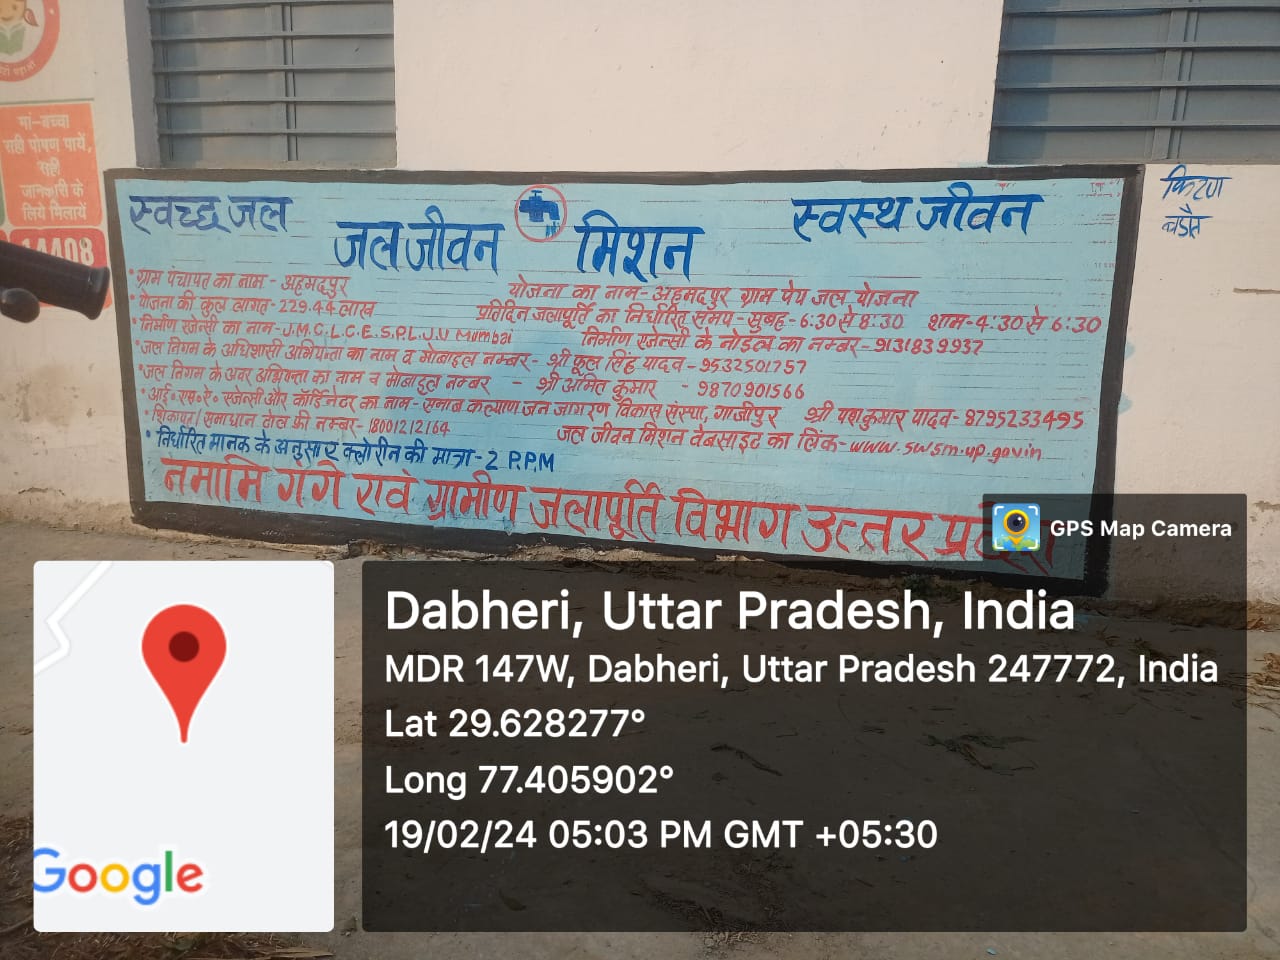 मां-बच्चा
सही पोषण पायें,
सही
जानकारी के
लिये मिलायें
14408
स्वच्छ जल
स्वस्थ जीवन
जल जीवन मिशन
• ग्राम पंचायत का नाम - अहमदपुर योजना का नाम - अहमदपुर ग्राम पेय जल योजना
• योजना की कुल लागत - 229.44 लाख प्रतिदिन जलापूर्ति का निर्धारित समय - सुबह - 6:30 से 8:30 शाम - 4:30 से 6:30
• निर्माण एजेन्सी का नाम - J.M.C.L.C.E.S.P.L.J.V Mumbai निर्माण एजेन्सी के नोडल का नम्बर - 9131839937
• जल निगम के अधिशासी अभियन्ता का नाम व मोबाइल नम्बर - श्री फूल सिंह यादव - 9532501757
• जल निगम के अवर अभियन्ता का नाम व मोबाइल नम्बर - श्री अमित कुमार - 9870901566
• आई०एस०ए० एजेन्सी और कॉर्डिनेटर का नाम - समाज कल्याण जन जागरण विकास संस्था, गाजीपुर श्री यशकुमार यादव - 8795233495
• शिकायत/समाधान टोल फ्री नम्बर - 18001212164 जल जीवन मिशन वेबसाइट का लिंक - www.swsm.up.gov.in
• निर्धारित मानक के अनुसार क्लोरीन की मात्रा - 2 P.P.M
नमामि गंगे एवं ग्रामीण जलापूर्ति विभाग उत्तर प्रदेश
किरण
GPS Map Camera
Dabheri, Uttar Pradesh, India
MDR 147W, Dabheri, Uttar Pradesh 247772, India
Lat 29.628277°
Long 77.405902°
19/02/24 05:03 PM GMT +05:30
Google